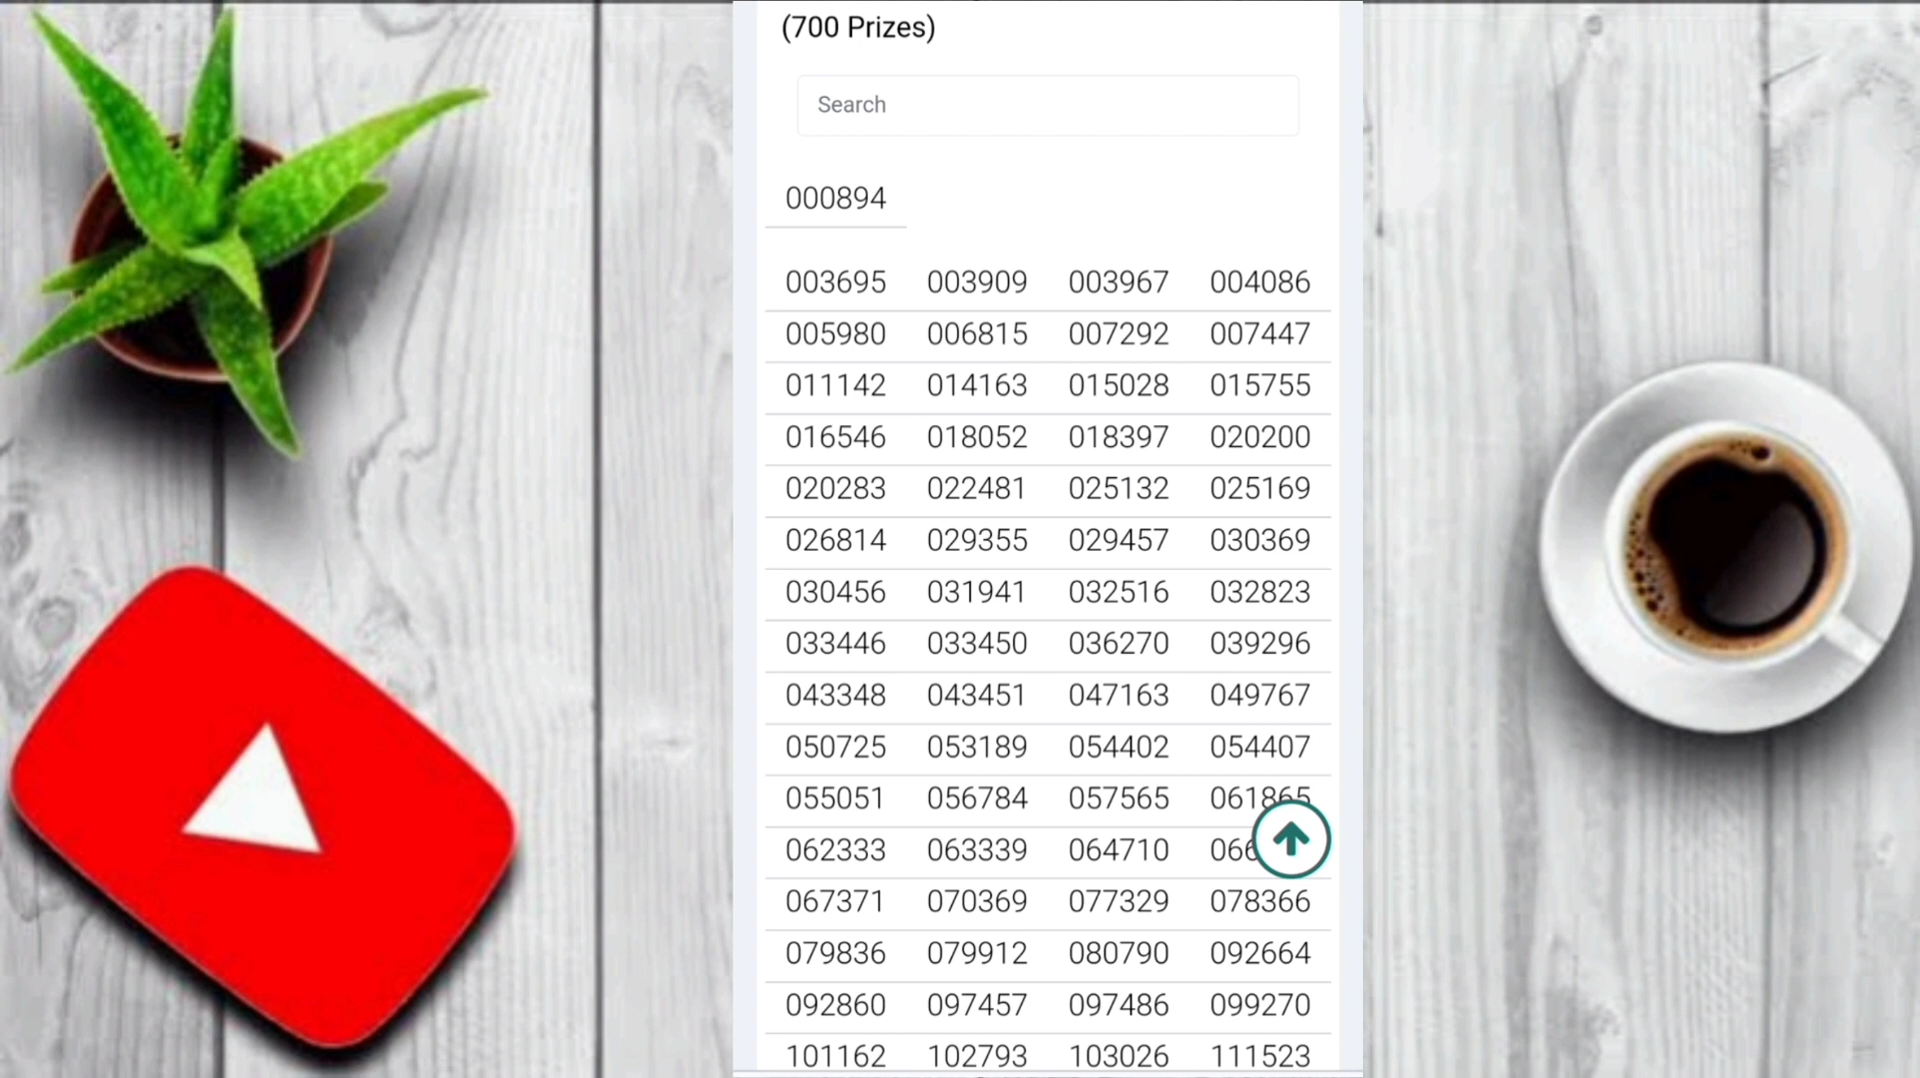 (700 Prizes)
Search
000894
003695 003909 003967 004086
005980 006815 007292 007447
011142 014163 015028 015755
016546 018052 018397 020200
020283 022481 025132 025169
026814 029355 029457 030369
030456 031941 032516 032823
033446 033450 036270 039296
043348 043451 047163 049767
050725 053189 054402 054407
055051 056784 057565 061865
062333 063339 064710
067371 070369 077329 078366
079836 079912 080790 092664
092860 097457 097486 099270
101162 102793 103026 111523